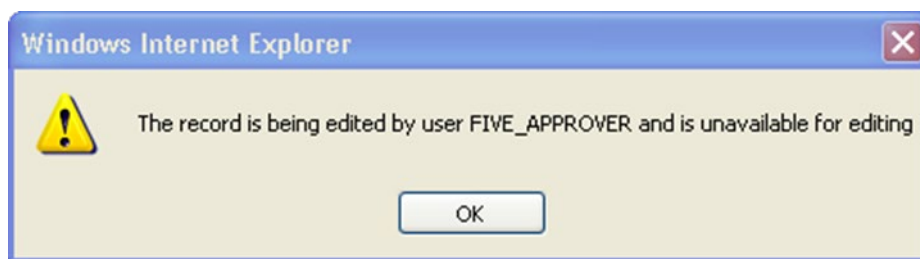 Windows Internet Explorer
The record is being edited by user FIVE_APPROVER and is unavailable for editing
OK